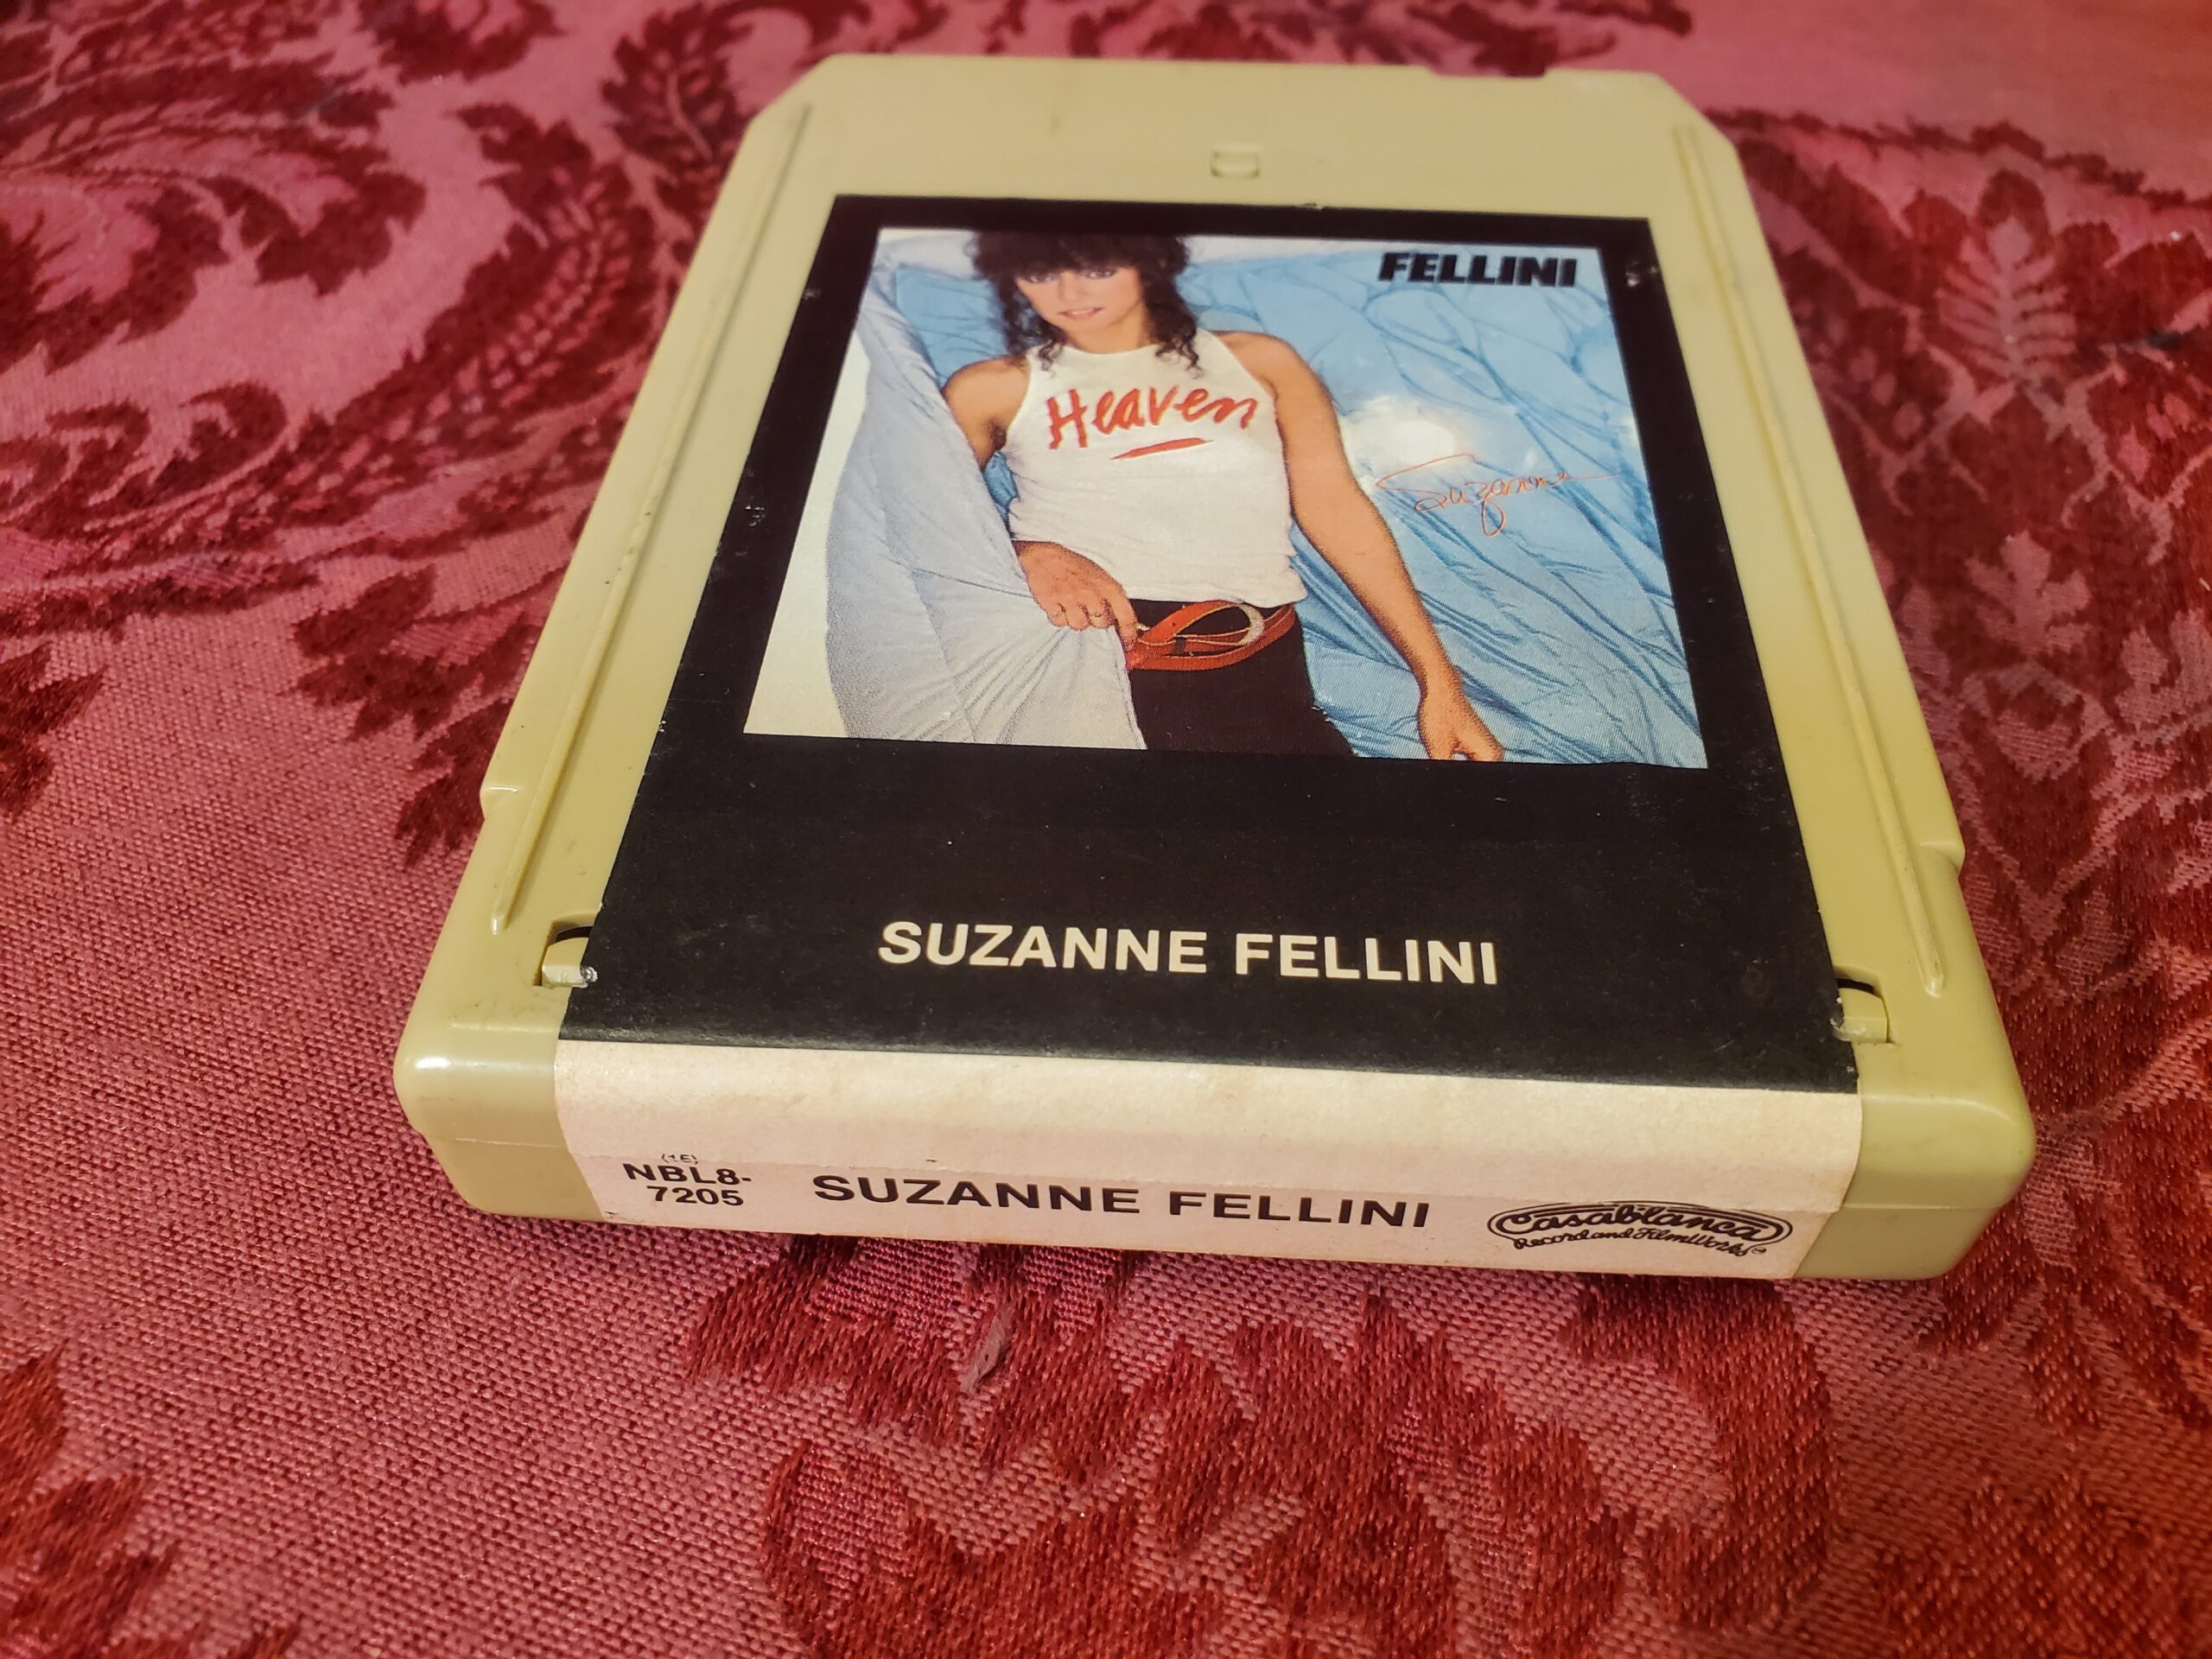 FELLINI
Heaven
Suzanne
SUZANNE FELLINI
(1E)
NBL8-
7205
SUZANNE FELLINI
Casablanca
Record and FilmWorks